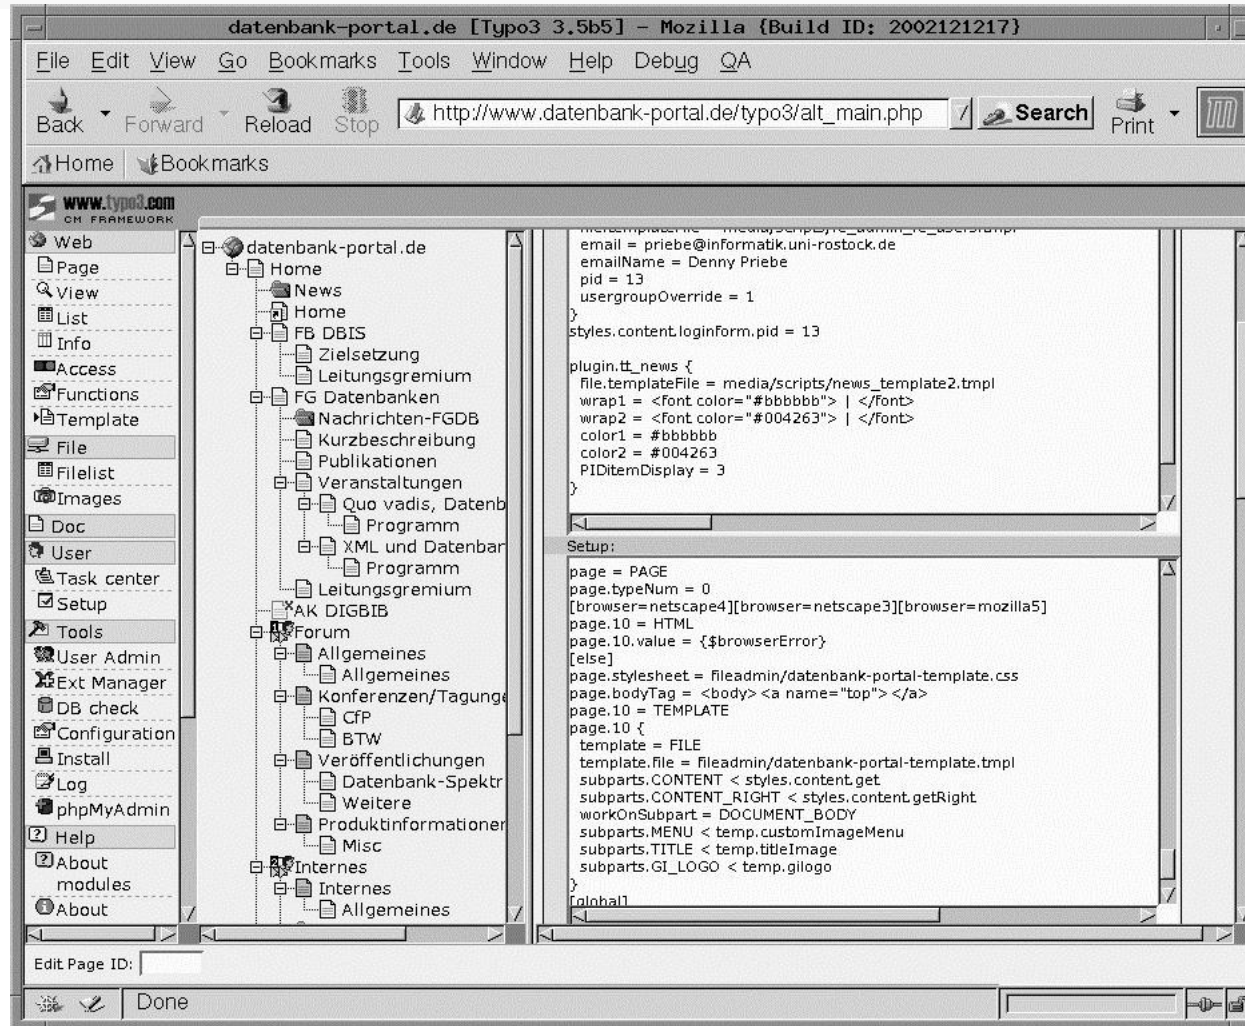 datenbank-portal.de [Typo3 3.5b5] - Mozilla {Build ID: 2002121217}
File Edit View Go Bookmarks Tools Window Help Debug QA
Back Forward Reload Stop http://www.datenbank-portal.de/typo3/alt_main.php Search Print
Home Bookmarks
www.typo3.com
CM FRAMEWORK
Web
Page
View
List
Info
Access
Functions
Template
File
Filelist
Images
Doc
User
Task center
Setup
Tools
User Admin
Ext Manager
DB check
Configuration
Install
Log
phpMyAdmin
Help
About
modules
About
datenbank-portal.de
Home
News
Home
FB DBIS
Zielsetzung
Leitungsgremium
FG Datenbanken
Nachrichten-FGDB
Kurzbeschreibung
Publikationen
Veranstaltungen
Quo vadis, Datenb
Programm
XML und Datenbar
Programm
Leitungsgremium
AK DIGBIB
Forum
Allgemeines
Allgemeines
Konferenzen/Tagunge
CfP
BTW
Veröffentlichungen
Datenbank-Spektr
Weitere
Produktinformationer
Misc
Internes
Internes
Allgemeines
email = priebe@informatik.uni-rostock.de
emailName = Denny Priebe
pid = 13
usergroupOverride = 1
}
styles.content.loginform.pid = 13
plugin.tt_news {
file.templateFile = media/scripts/news_template2.tmpl
wrap1 = <font color="#bbbbbb"> | </font>
wrap2 = <font color="#004263"> | </font>
color1 = #bbbbbb
color2 = #004263
PIDitemDisplay = 3
}
Setup:
page = PAGE
page.typeNum = 0
[browser=netscape4][browser=netscape3][browser=mozilla5]
page.10 = HTML
page.10.value = {$browserError}
[else]
page.stylesheet = fileadmin/datenbank-portal-template.css
page.bodyTag = <body><a name="top"></a>
page.10 = TEMPLATE
page.10 {
template = FILE
template.file = fileadmin/datenbank-portal-template.tmpl
subparts.CONTENT < styles.content.get
subparts.CONTENT_RIGHT < styles.content.getRight
workOnSubpart = DOCUMENT_BODY
subparts.MENU < temp.customImageMenu
subparts.TITLE < temp.titleImage
subparts.GI_LOGO < temp.gilogo
}
[global]
Edit Page ID:
Done